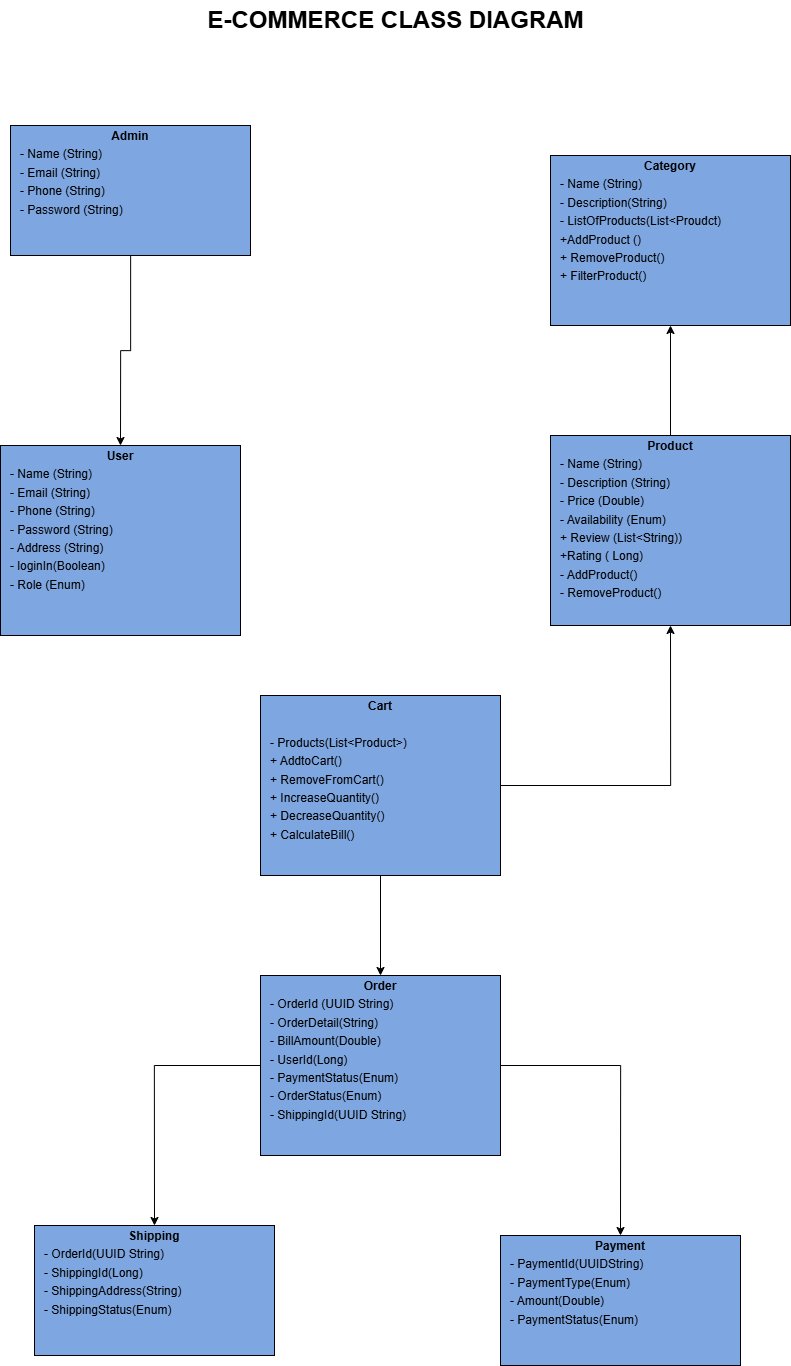 E-COMMERCE CLASS DIAGRAM
Admin
- Name (String)
- Email (String)
- Phone (String)
- Password (String)
Category
- Name (String)
- Description(String)
- ListOfProducts(List<Proudct)
+AddProduct ()
+ RemoveProduct()
+ FilterProduct()
User
- Name (String)
- Email (String)
- Phone (String)
- Password (String)
- Address (String)
- loginIn(Boolean)
- Role (Enum)
Product
- Name (String)
- Description (String)
- Price (Double)
- Availability (Enum)
+ Review (List<String))
+Rating ( Long)
- AddProduct()
- RemoveProduct()
Cart
- Products(List<Product>)
+ AddtoCart()
+ RemoveFromCart()
+ IncreaseQuantity()
+ DecreaseQuantity()
+ CalculateBill()
Order
- OrderId (UUID String)
- OrderDetail(String)
- BillAmount(Double)
- UserId(Long)
- PaymentStatus(Enum)
- OrderStatus(Enum)
- ShippingId(UUID String)
Shipping
- OrderId(UUID String)
- ShippingId(Long)
- ShippingAddress(String)
- ShippingStatus(Enum)
Payment
- PaymentId(UUIDString)
- PaymentType(Enum)
- Amount(Double)
- PaymentStatus(Enum)